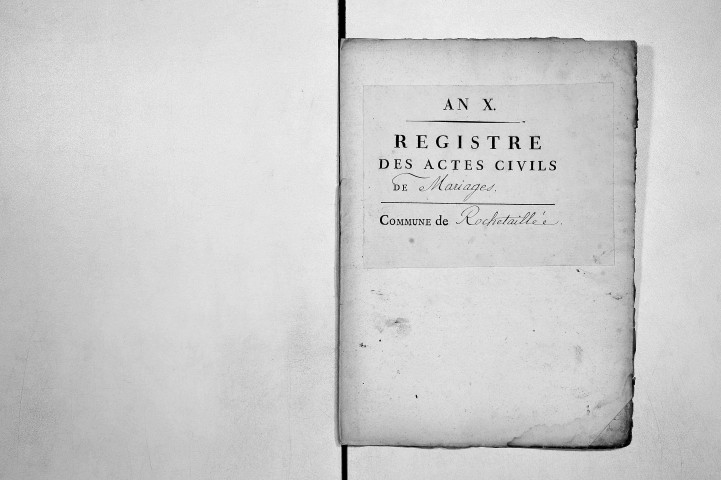 AN X.
REGISTRE
DES ACTES CIVILS
DE Mariages.
COMMUNE de Rochetaillée.